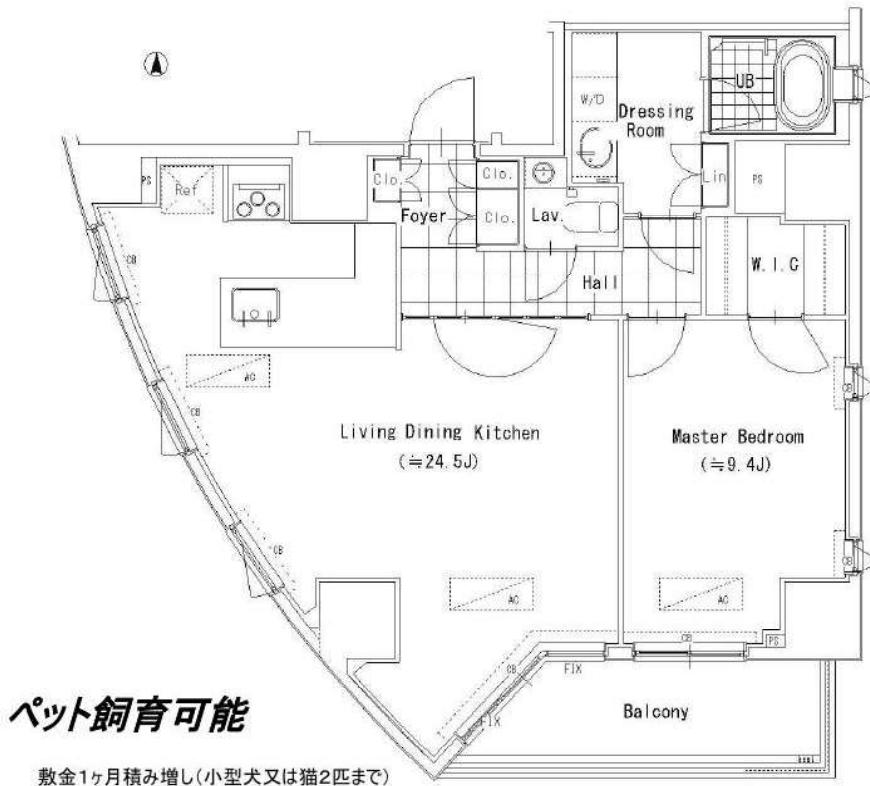 UB
W/D
Dressing
Room
PS
Ref
Clo.
Clo.
Lin
PS
Foyer
Clo.
Lav.
CB
Hall
W.I.C
AC
CB
CB
Living Dining Kitchen
(≒24.5J)
Master Bedroom
(≒9.4J)
CB
CB
AC
AC
CB
PS
CB
FIX
FIX
Balcony
ペット飼育可能
敷金1ヶ月積み増し(小型犬又は猫2匹まで)